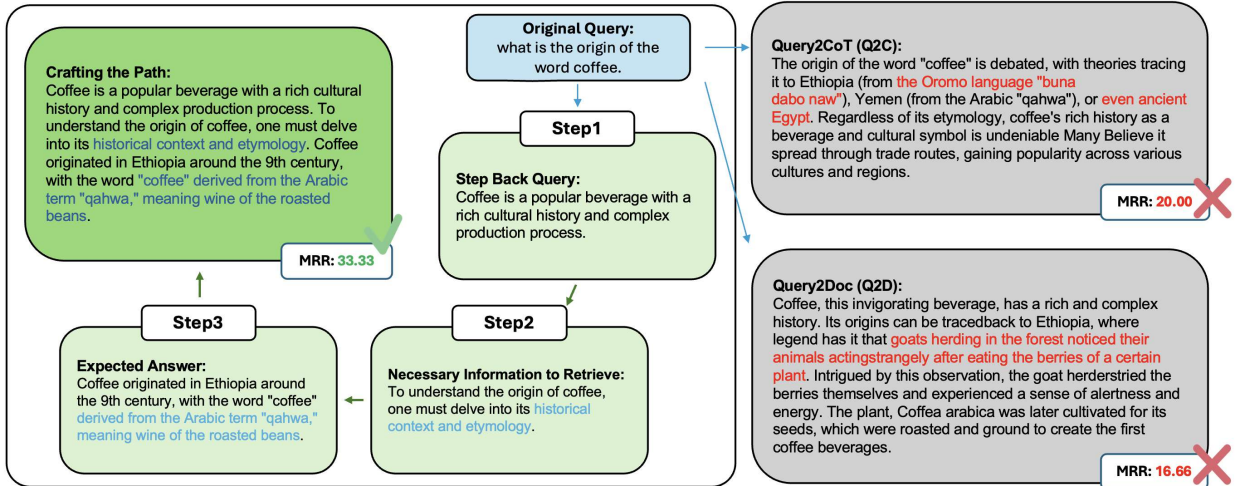 Original Query:
what is the origin of the
word coffee.
Step1
Step Back Query:
Coffee is a popular beverage with a
rich cultural history and complex
production process.
Step2
Necessary Information to Retrieve:
To understand the origin of coffee,
one must delve into its historical
context and etymology.
Step3
Expected Answer:
Coffee originated in Ethiopia around
the 9th century, with the word "coffee"
derived from the Arabic term "qahwa,"
meaning wine of the roasted beans.
Crafting the Path:
Coffee is a popular beverage with a rich cultural
history and complex production process. To
understand the origin of coffee, one must delve
into its historical context and etymology. Coffee
originated in Ethiopia around the 9th century,
with the word "coffee" derived from the Arabic
term "qahwa," meaning wine of the roasted
beans.
MRR: 33.33
Query2CoT (Q2C):
The origin of the word "coffee" is debated, with theories tracing
it to Ethiopia (from the Oromo language "buna
dabo naw"), Yemen (from the Arabic "qahwa"), or even ancient
Egypt. Regardless of its etymology, coffee's rich history as a
beverage and cultural symbol is undeniable Many Believe it
spread through trade routes, gaining popularity across various
cultures and regions.
MRR: 20.00
Query2Doc (Q2D):
Coffee, this invigorating beverage, has a rich and complex
history. Its origins can be tracedback to Ethiopia, where
legend has it that goats herding in the forest noticed their
animals actingstrangely after eating the berries of a certain
plant. Intrigued by this observation, the goat herderstried the
berries themselves and experienced a sense of alertness and
energy. The plant, Coffea arabica was later cultivated for its
seeds, which were roasted and ground to create the first
coffee beverages.
MRR: 16.66